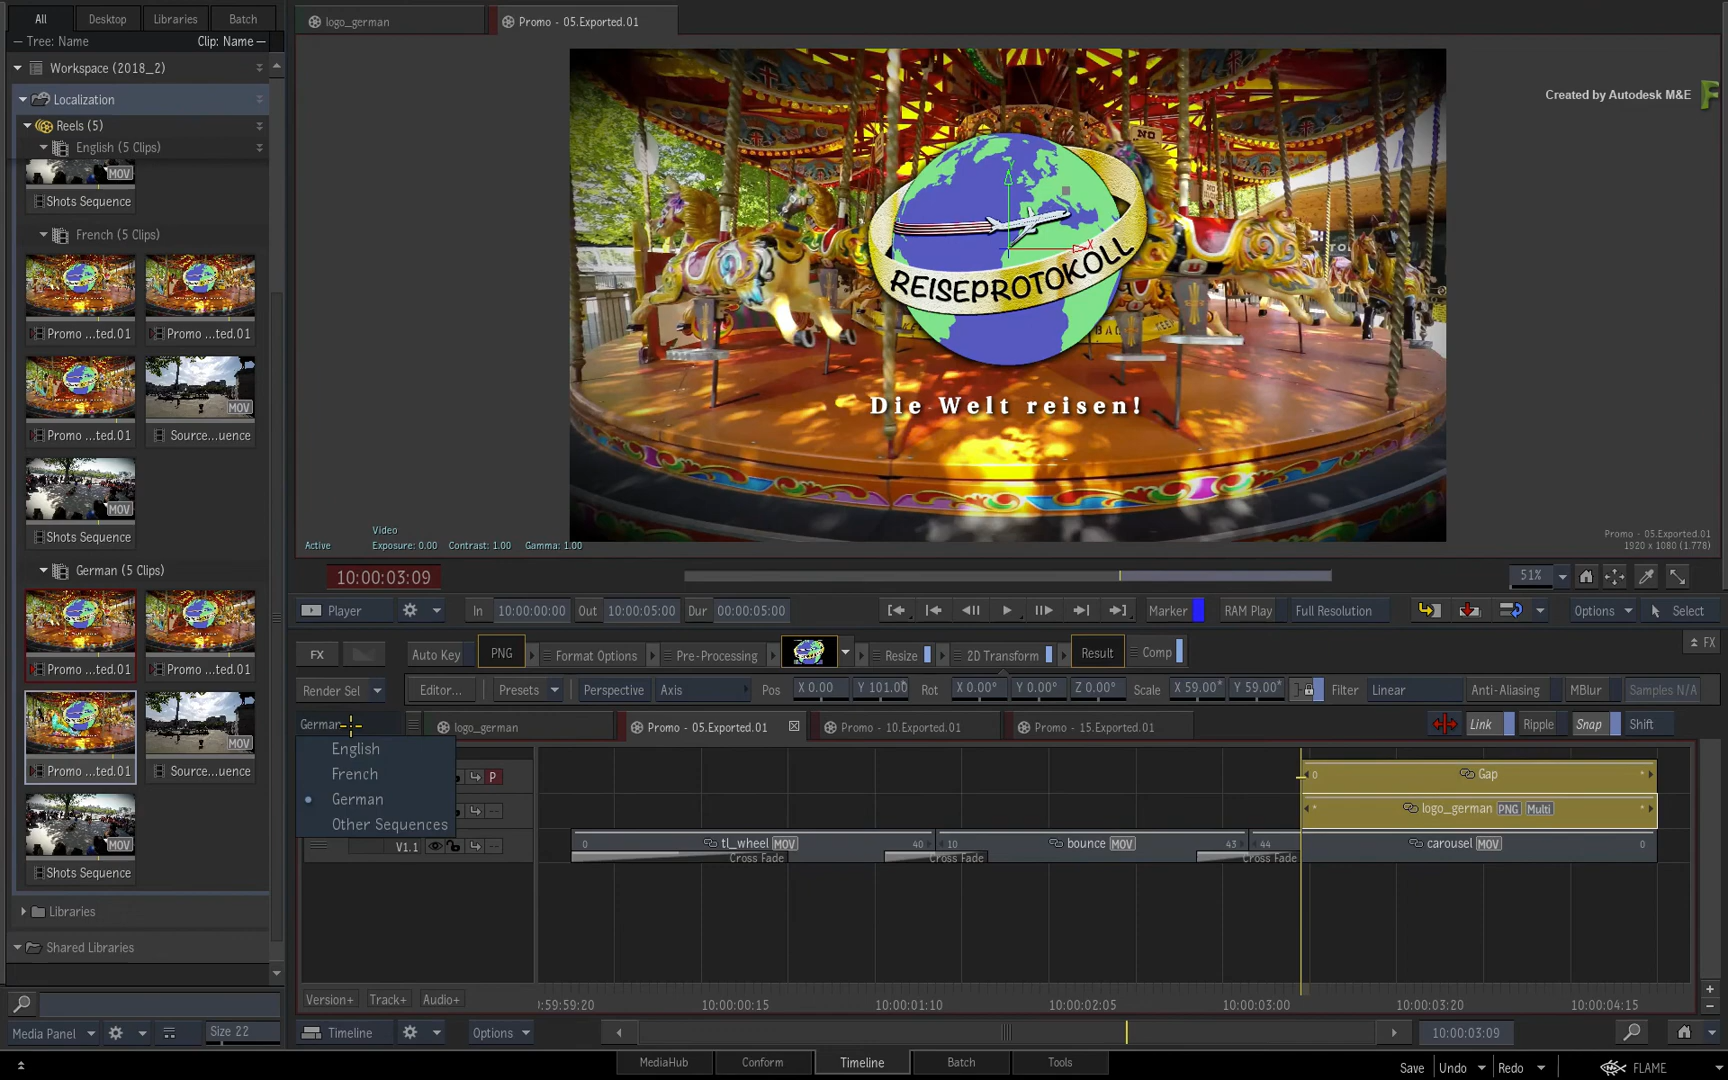 All Desktop Libraries Batch
Tree: Name Clip: Name
Workspace (2018_2)
Localization
Reels (5)
English (5 Clips)
MOV
Shots Sequence
French (5 Clips)
Promo ...ted.01 Promo ...ted.01
MOV
Promo ...ted.01 Source...uence
MOV
Shots Sequence
German (5 Clips)
Promo ...ted.01 Promo ...ted.01
MOV
Promo ...ted.01 Source...uence
MOV
Shots Sequence
Libraries
Shared Libraries
Media Panel Size 22
logo_german Promo - 05.Exported.01
Created by Autodesk M&E
NO
REISEPROTOKOLL
Die Welt reisen!
Y
X
Video
Active Exposure: 0.00 Contrast: 1.00 Gamma: 1.00
Promo - 05.Exported.01
1920 x 1080 (1.778)
10:00:03:09 51%
Player In 10:00:00:00 Out 10:00:05:00 Dur 00:00:05:00 Marker RAM Play Full Resolution Options Select
FX Auto Key PNG Format Options Pre-Processing Resize 2D Transform Result Comp FX
Render Sel Editor... Presets Perspective Axis Pos X 0.00 Y 101.00 Rot X 0.00° Y 0.00° Z 0.00° Scale X 59.00 Y 59.00 Filter Linear Anti-Aliasing MBlur Samples N/A
German logo_german Promo - 05.Exported.01 Promo - 10.Exported.01 Promo - 15.Exported.01 Link Ripple Snap Shift
English
French
German
Other Sequences
P
0 Gap
logo_german PNG Multi
V1.1 0 tl_wheel MOV 40 10 bounce MOV 43 44 carousel MOV 0
Cross Fade Cross Fade Cross Fade
Version+ Track+ Audio+ :59:59:20 10:00:00:15 10:00:01:10 10:00:02:05 10:00:03:00 10:00:03:20 10:00:04:15
Timeline Options 10:00:03:09
MediaHub Conform Timeline Batch Tools
Save Undo Redo FLAME